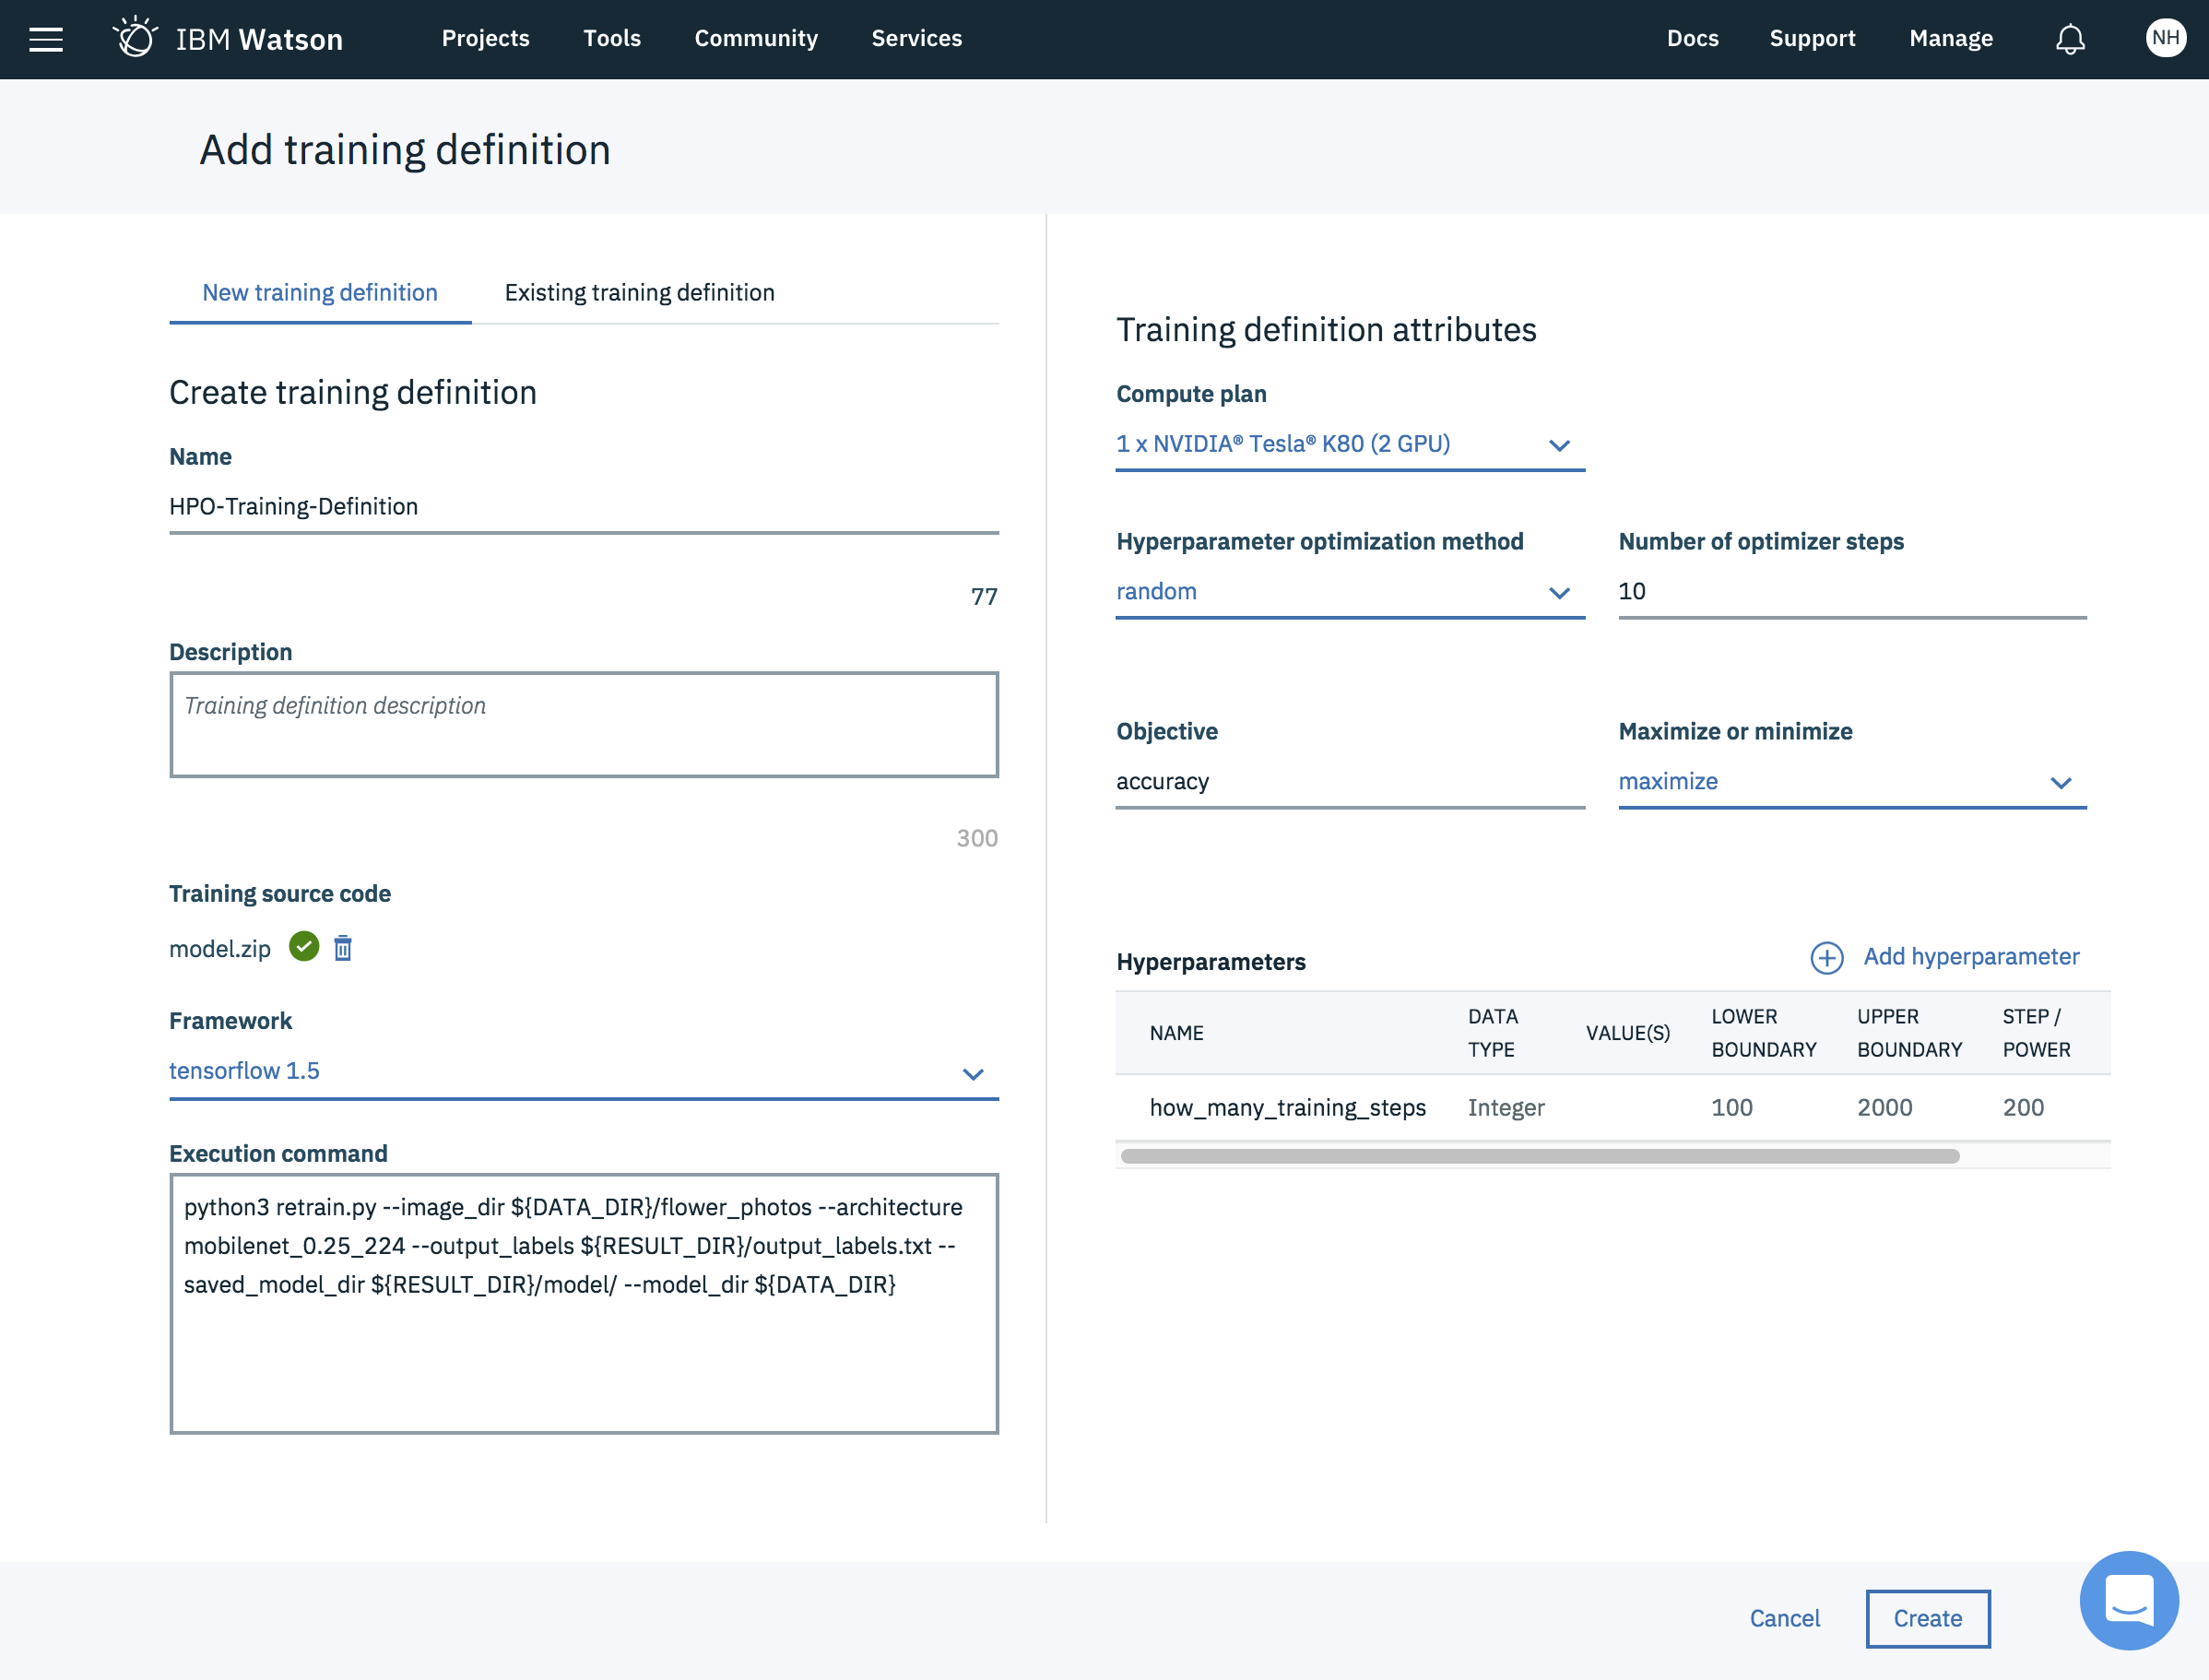 IBM Watson
Projects
Tools
Community
Services
Docs
Support
Manage
NH
Add training definition
New training definition
Existing training definition
Create training definition
Name
HPO-Training-Definition
77
Description
Training definition description
300
Training source code
model.zip
Framework
tensorflow 1.5
Execution command
python3 retrain.py --image_dir ${DATA_DIR}/flower_photos --architecture
mobilenet_0.25_224 --output_labels ${RESULT_DIR}/output_labels.txt --
saved_model_dir ${RESULT_DIR}/model/ --model_dir ${DATA_DIR}
Training definition attributes
Compute plan
1 x NVIDIA® Tesla® K80 (2 GPU)
Hyperparameter optimization method
random
Number of optimizer steps
10
Objective
accuracy
Maximize or minimize
maximize
Hyperparameters
Add hyperparameter
NAME
DATA
TYPE
VALUE(S)
LOWER
BOUNDARY
UPPER
BOUNDARY
STEP /
POWER
how_many_training_steps
Integer
100
2000
200
Cancel
Create